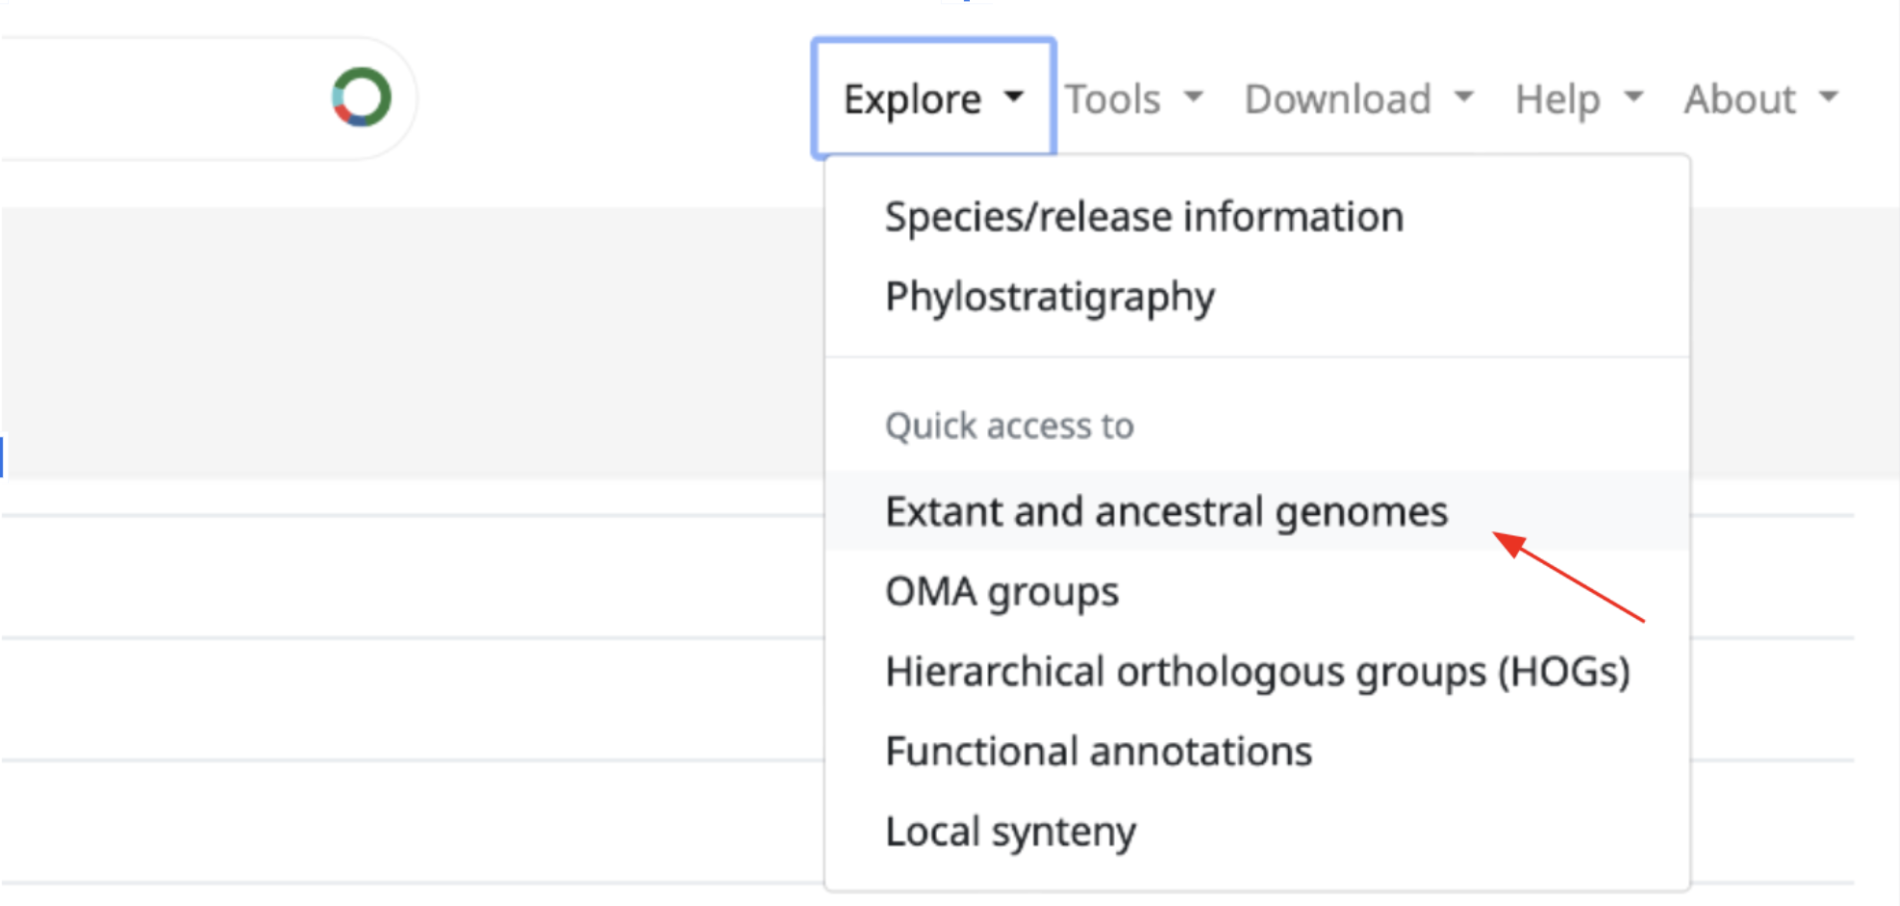 Explore Tools Download Help About
Species/release information
Phylostratigraphy
Quick access to
Extant and ancestral genomes
OMA groups
Hierarchical orthologous groups (HOGs)
Functional annotations
Local synteny